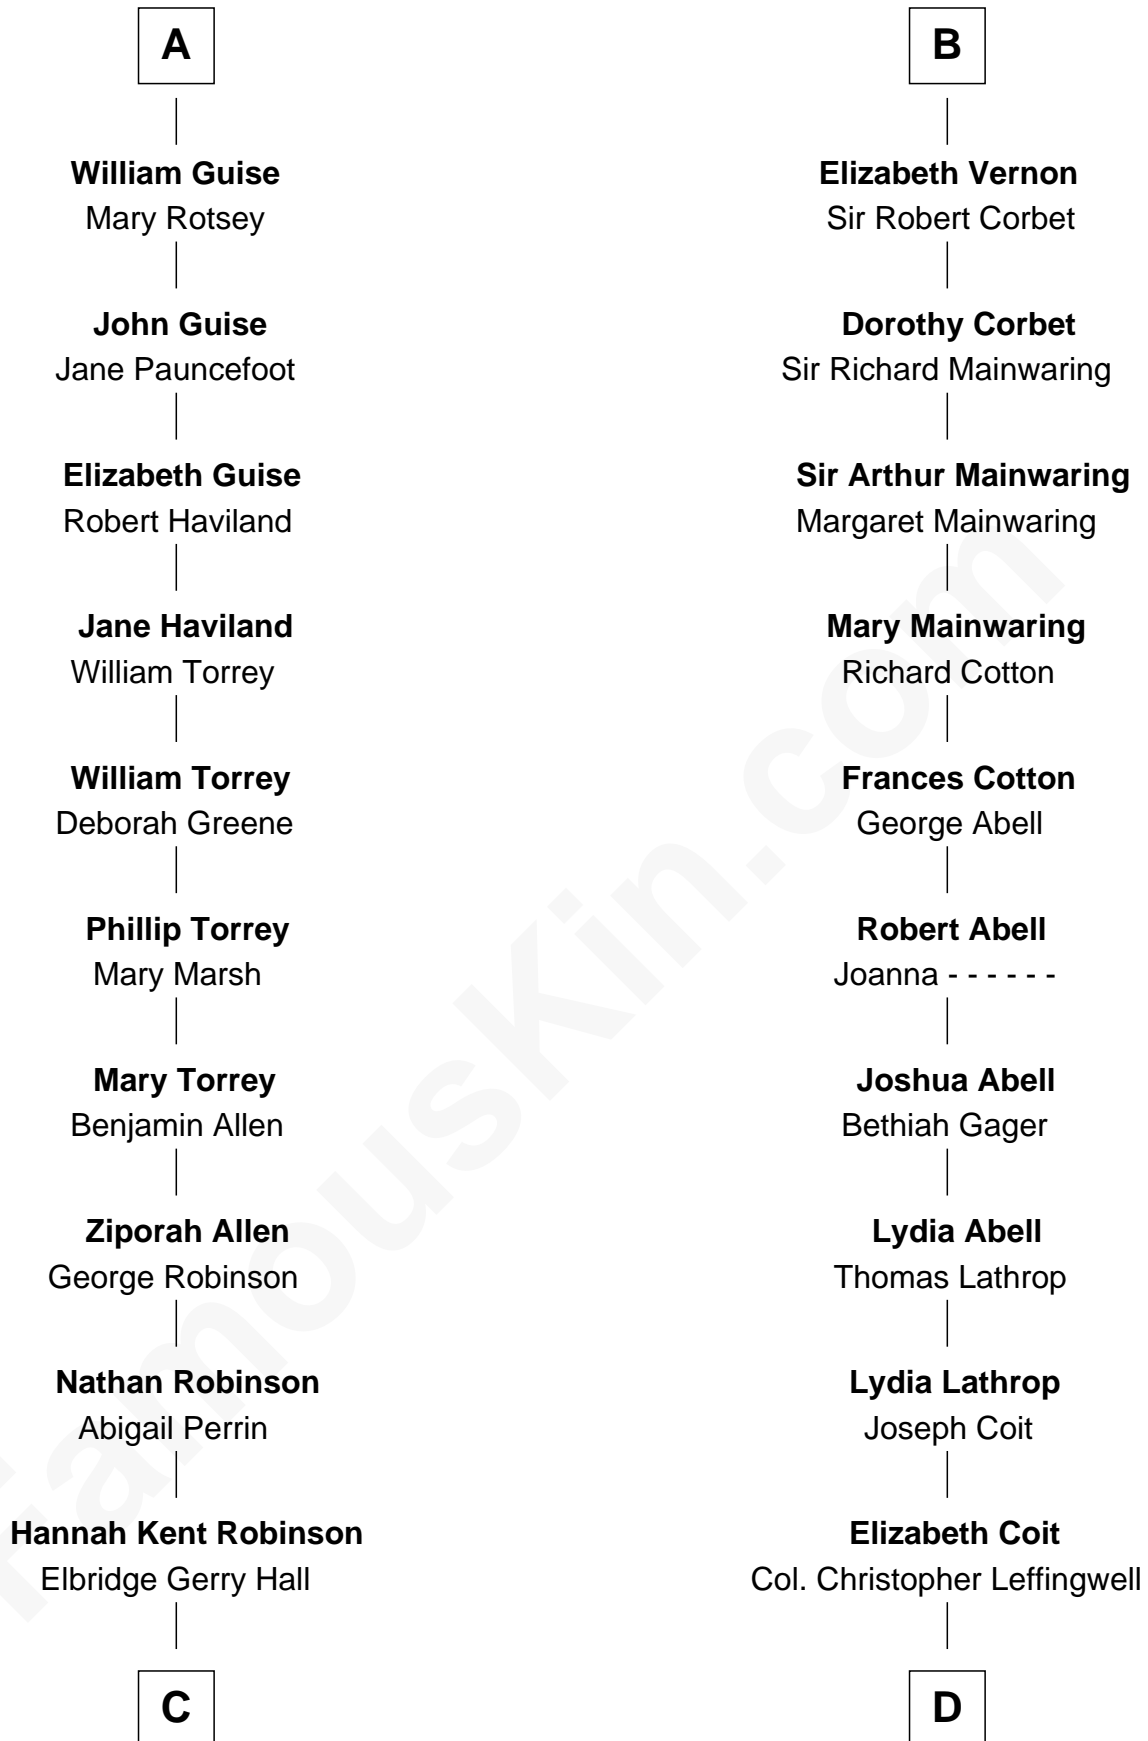 A
William Guise
Mary Rotsey
John Guise
Jane Pauncefoot
Elizabeth Guise
Robert Haviland
Jane Haviland
William Torrey
William Torrey
Deborah Greene
Phillip Torrey
Mary Marsh
Mary Torrey
Benjamin Allen
Ziporah Allen
George Robinson
Nathan Robinson
Abigail Perrin
Hannah Kent Robinson
Elbridge Gerry Hall
C
B
Elizabeth Vernon
Sir Robert Corbet
Dorothy Corbet
Sir Richard Mainwaring
Sir Arthur Mainwaring
Margaret Mainwaring
Mary Mainwaring
Richard Cotton
Frances Cotton
George Abell
Robert Abell
Joanna - - - - - -
Joshua Abell
Bethiah Gager
Lydia Abell
Thomas Lathrop
Lydia Lathrop
Joseph Coit
Elizabeth Coit
Col. Christopher Leffingwell
D
FamousKin.com